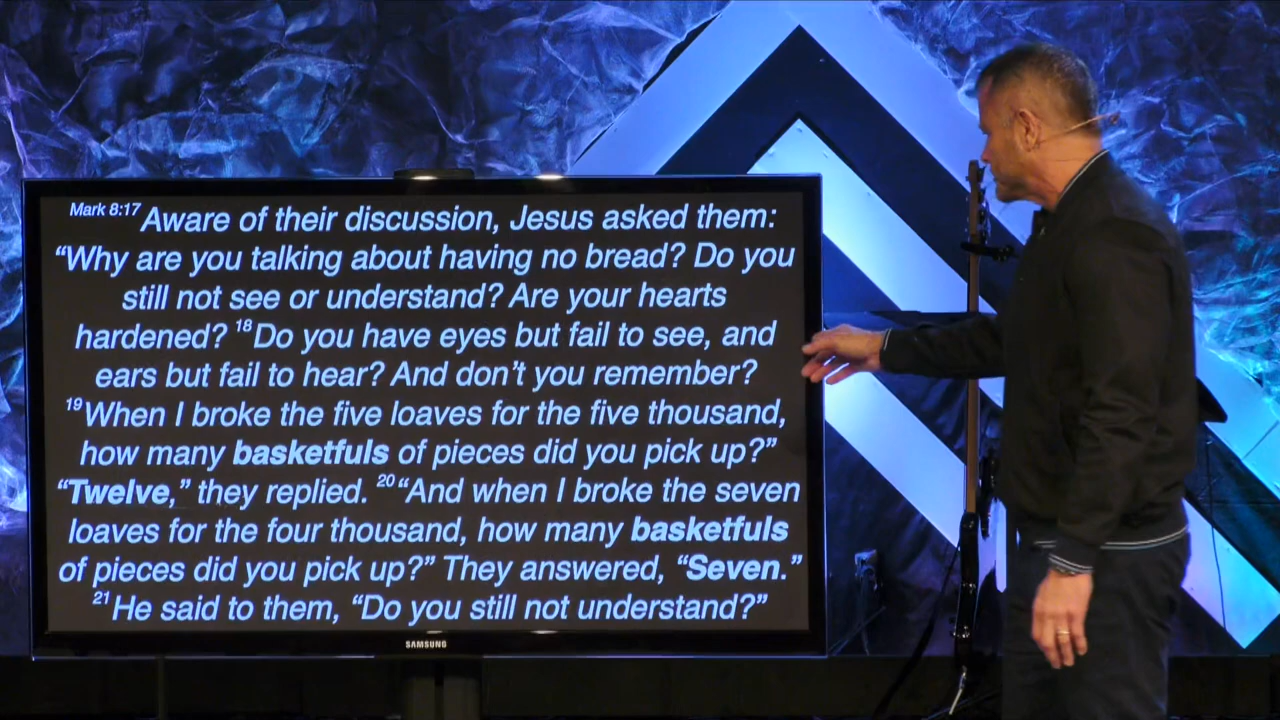 Mark 8:17 Aware of their discussion, Jesus asked them:
“Why are you talking about having no bread? Do you
still not see or understand? Are your hearts
hardened? 18 Do you have eyes but fail to see, and
ears but fail to hear? And don’t you remember?
19 When I broke the five loaves for the five thousand,
how many basketfuls of pieces did you pick up?”
“Twelve,” they replied. 20 “And when I broke the seven
loaves for the four thousand, how many basketfuls
of pieces did you pick up?” They answered, “Seven.”
21 He said to them, “Do you still not understand?”
SAMSUNG